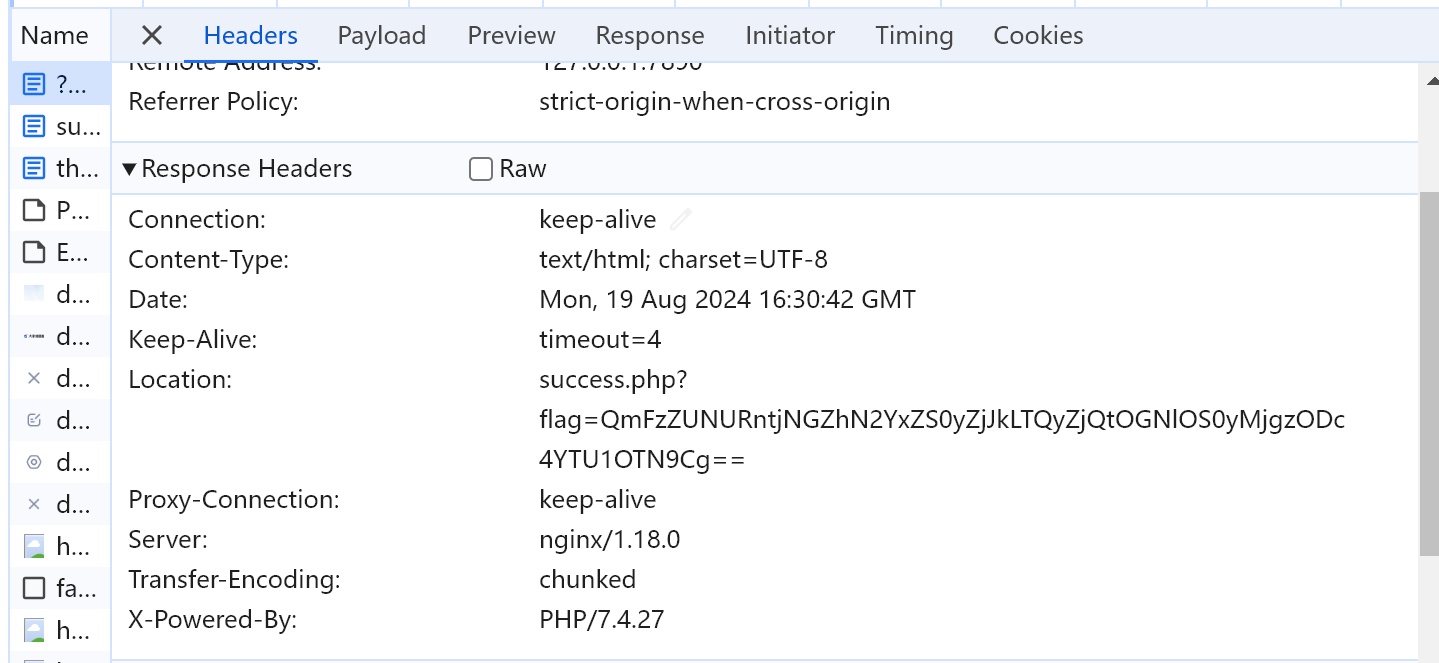 Name
Headers Payload Preview Response Initiator Timing Cookies
?...
su...
th...
P...
E...
d...
d...
d...
d...
d...
d...
h...
fa...
h...
Remote Address: 127.0.0.1:7890
Referrer Policy: strict-origin-when-cross-origin
Response Headers Raw
Connection: keep-alive
Content-Type: text/html; charset=UTF-8
Date: Mon, 19 Aug 2024 16:30:42 GMT
Keep-Alive: timeout=4
Location: success.php?
flag=QmFzZUNURntjNGZhN2YxZS0yZjJkLTQyZjQtOGNlOS0yMjgzODc
4YTU1OTN9Cg==
Proxy-Connection: keep-alive
Server: nginx/1.18.0
Transfer-Encoding: chunked
X-Powered-By: PHP/7.4.27